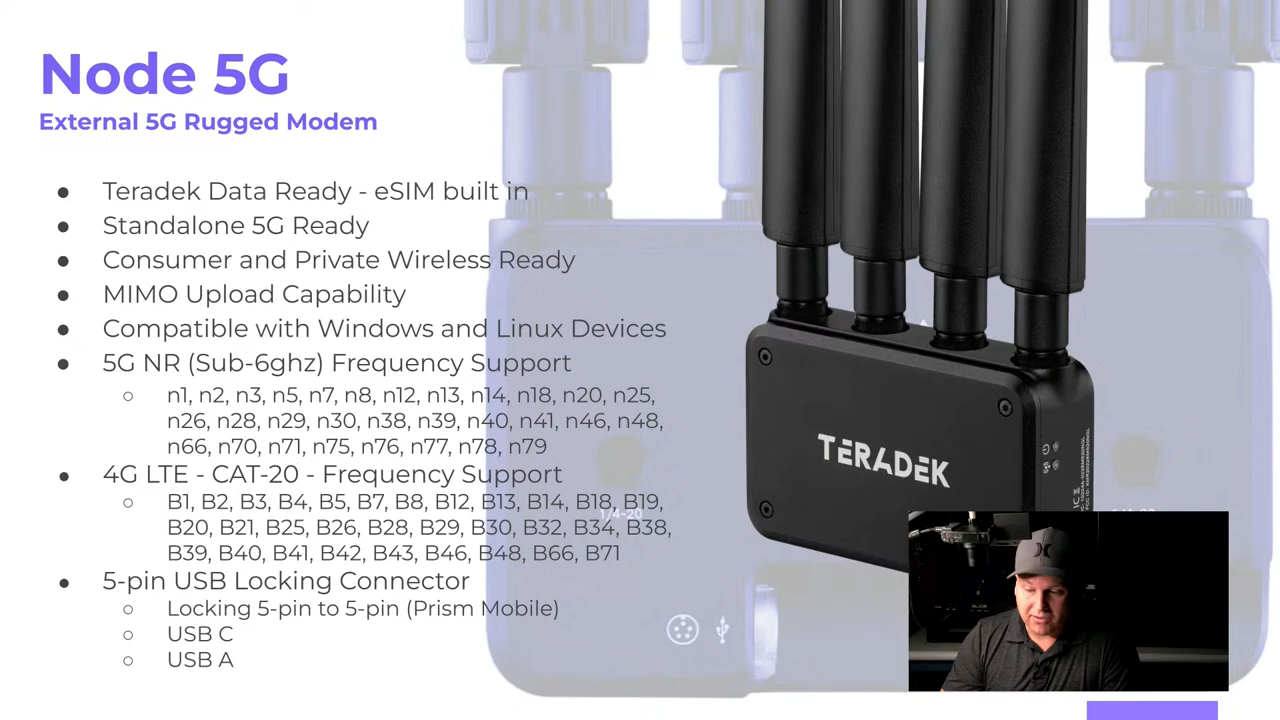 Node 5G
External 5G Rugged Modem
● Teradek Data Ready - eSIM built in
● Standalone 5G Ready
● Consumer and Private Wireless Ready
● MIMO Upload Capability
● Compatible with Windows and Linux Devices
● 5G NR (Sub-6ghz) Frequency Support
○ n1, n2, n3, n5, n7, n8, n12, n13, n14, n18, n20, n25,
n26, n28, n29, n30, n38, n39, n40, n41, n46, n48,
n66, n70, n71, n75, n76, n77, n78, n79
● 4G LTE - CAT-20 - Frequency Support
○ B1, B2, B3, B4, B5, B7, B8, B12, B13, B14, B18, B19,
B20, B21, B25, B26, B28, B29, B30, B32, B34, B38,
B39, B40, B41, B42, B43, B46, B48, B66, B71
● 5-pin USB Locking Connector
○ Locking 5-pin to 5-pin (Prism Mobile)
○ USB C
○ USB A
TERADEK
1/4-20
1/4-20